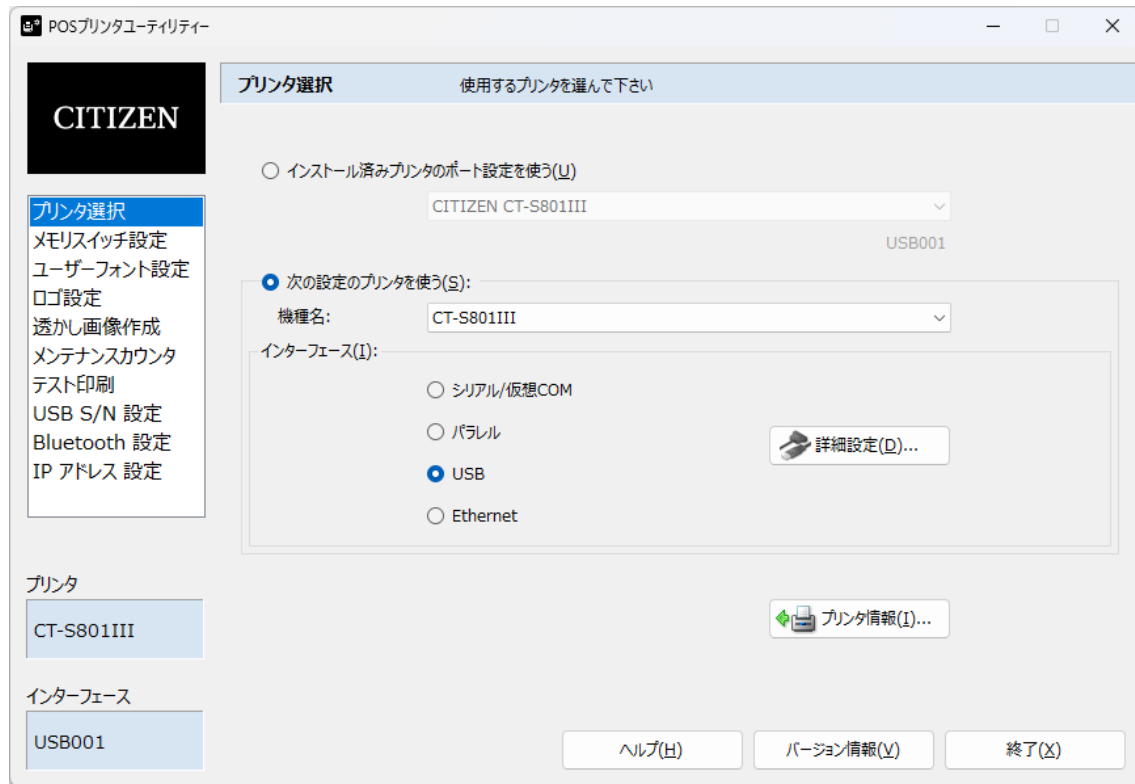 POSプリンタユーティリティー
CITIZEN
プリンタ選択 使用するプリンタを選んで下さい
インストール済みプリンタのポート設定を使う(U)
CITIZEN CT-S801III
USB001
プリンタ選択
メモリスイッチ設定
ユーザーフォント設定
ロゴ設定
透かし画像作成
メンテナンスカウンタ
テスト印刷
USB S/N 設定
Bluetooth 設定
IP アドレス 設定
次の設定のプリンタを使う(S):
機種名: CT-S801III
インターフェース(I):
シリアル/仮想COM
パラレル
USB
Ethernet
詳細設定(D)...
プリンタ情報(I)...
プリンタ
CT-S801III
インターフェース
USB001
ヘルプ(H) バージョン情報(V) 終了(X)